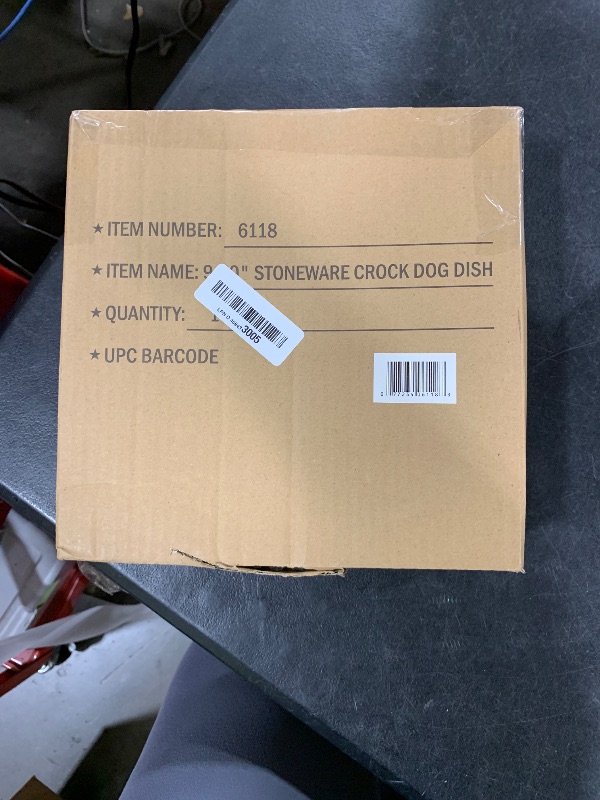 ★ ITEM NUMBER: 6118
★ ITEM NAME: STONEWARE CROCK DOG DISH
★ QUANTITY:
3005
★ UPC BARCODE